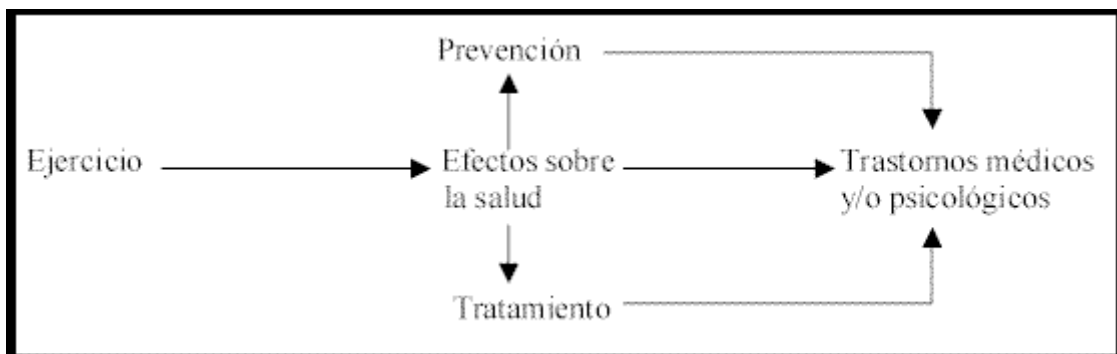 Prevención
Ejercicio
Efectos sobre
la salud
Trastornos médicos
y/o psicológicos
Tratamiento